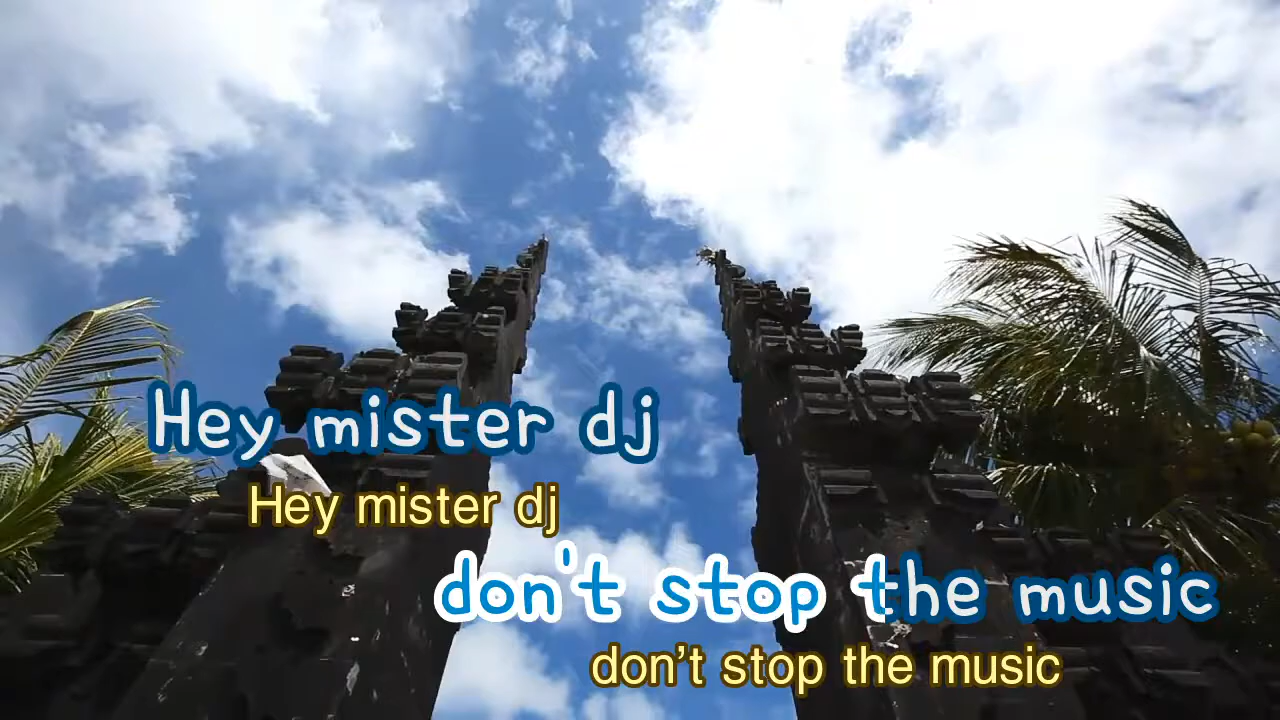 Hey mister dj
Hey mister dj
don't stop the music
don’t stop the music